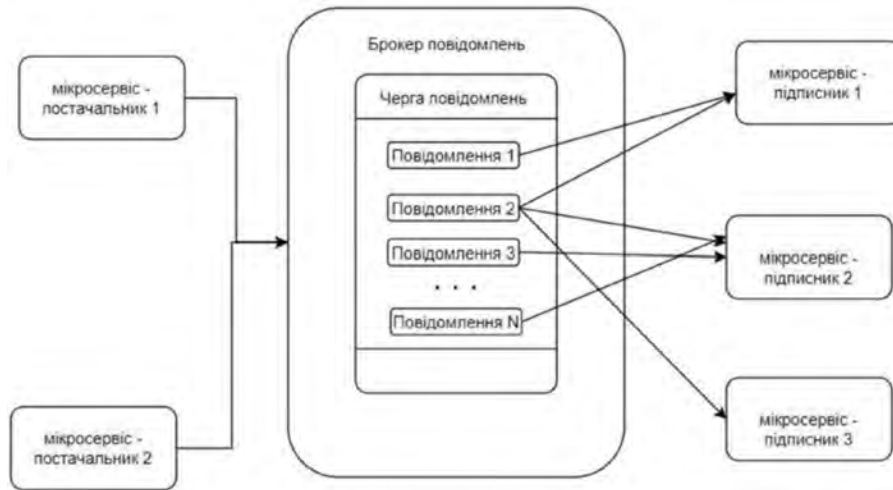 мікросервіс -
постачальник 1
мікросервіс -
постачальник 2
Брокер повідомлень
Черга повідомлень
Повідомлення 1
Повідомлення 2
Повідомлення 3
. . .
Повідомлення N
мікросервіс -
підписник 1
мікросервіс -
підписник 2
мікросервіс -
підписник 3